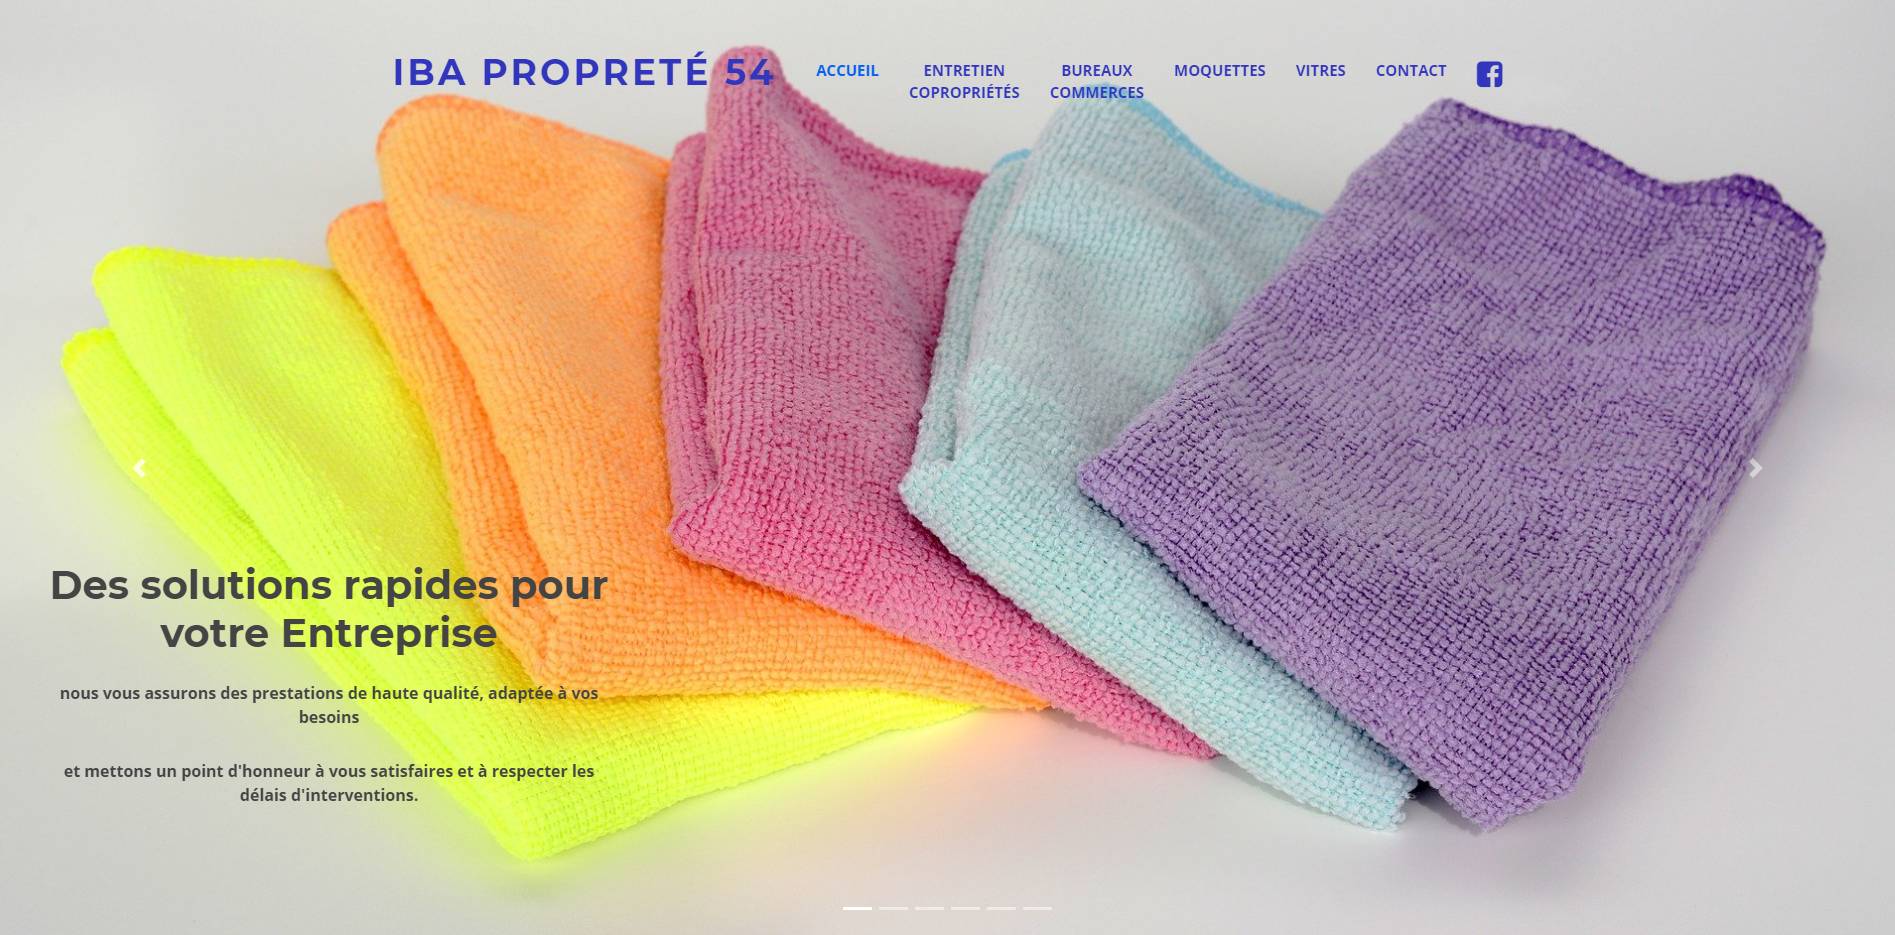 IBA PROPRETÉ 54
ACCUEIL
ENTRETIEN
COPROPRIÉTÉS
BUREAUX
COMMERCES
MOQUETTES
VITRES
CONTACT
Des solutions rapides pour
votre Entreprise
nous vous assurons des prestations de haute qualité, adaptée à vos
besoins
et mettons un point d'honneur à vous satisfaires et à respecter les
délais d'interventions.